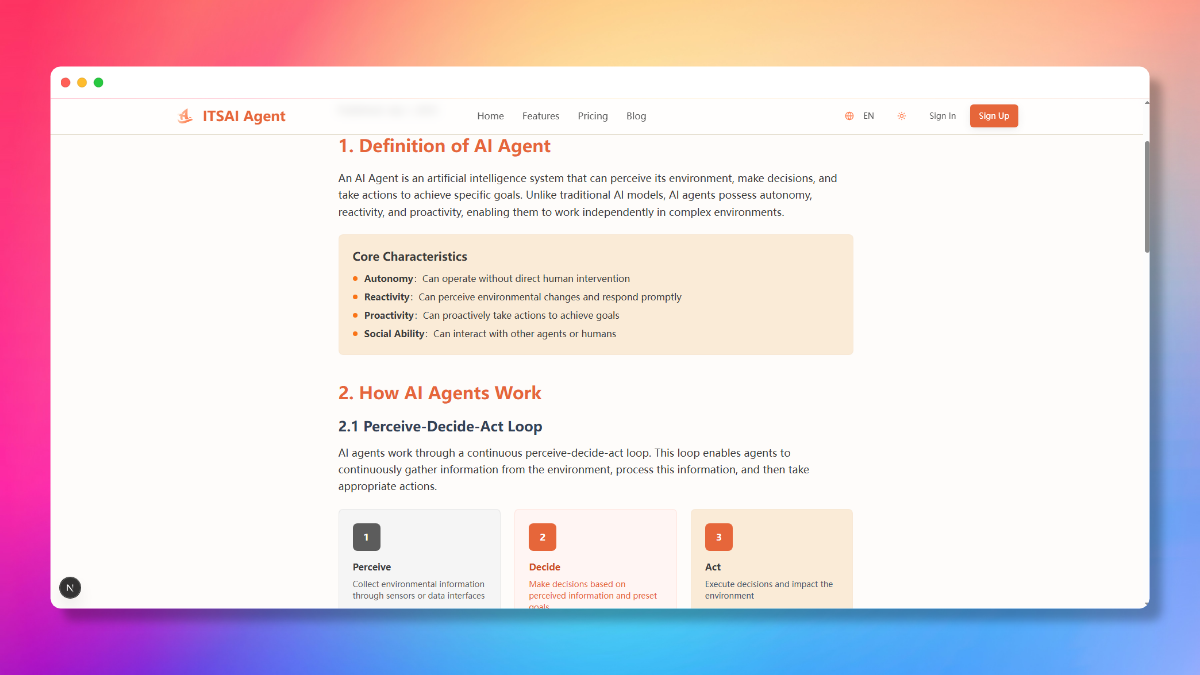 ITSAI Agent
Home Features Pricing Blog
EN Sign In Sign Up
1. Definition of AI Agent
An AI Agent is an artificial intelligence system that can perceive its environment, make decisions, and
take actions to achieve specific goals. Unlike traditional AI models, AI agents possess autonomy,
reactivity, and proactivity, enabling them to work independently in complex environments.
Core Characteristics
Autonomy： Can operate without direct human intervention
Reactivity： Can perceive environmental changes and respond promptly
Proactivity： Can proactively take actions to achieve goals
Social Ability： Can interact with other agents or humans
2. How AI Agents Work
2.1 Perceive-Decide-Act Loop
AI agents work through a continuous perceive-decide-act loop. This loop enables agents to
continuously gather information from the environment, process this information, and then take
appropriate actions.
1
Perceive
Collect environmental information
through sensors or data interfaces
2
Decide
Make decisions based on
perceived information and preset
goals
3
Act
Execute decisions and impact the
environment
N